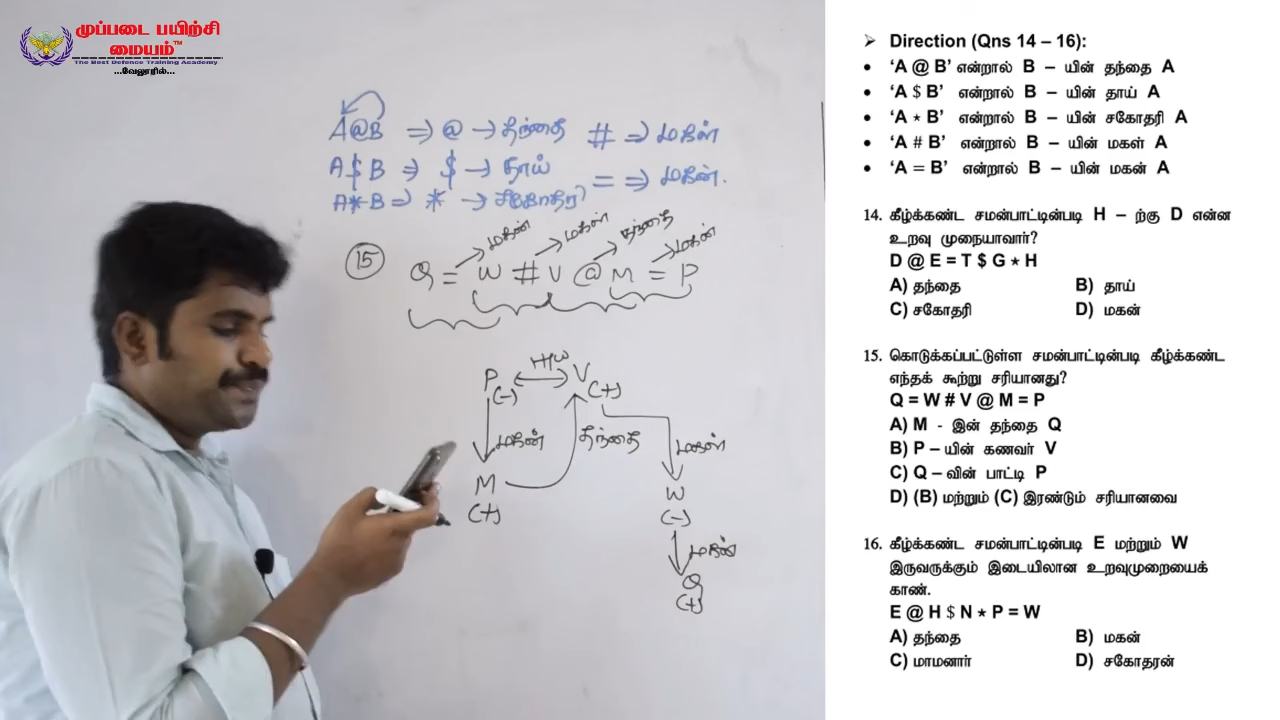 முப்படை பயிற்சி
மையம்™
The Best Defence Training Academy
...வேலூரில்...
A@B => @ → தந்தை # => மகள்
A $ B => $ → தாய் = => மகன்.
A*B => * → சகோதரி
மகன் மகள் தந்தை மகன்
15 Q = W # V @ M = P
H/W
P V
(-) (+)
மகன் தந்தை மகள்
M W
(+) (-)
மகன்
Q
(+)
➢ Direction (Qns 14 – 16):
• ‘A @ B’ என்றால் B – யின் தந்தை A
• ‘A $ B’ என்றால் B – யின் தாய் A
• ‘A * B’ என்றால் B – யின் சகோதரி A
• ‘A # B’ என்றால் B – யின் மகள் A
• ‘A = B’ என்றால் B – யின் மகன் A
14. கீழ்க்கண்ட சமன்பாட்டின்படி H – ற்கு D என்ன
உறவு முறையாவார்?
D @ E = T $ G * H
A) தந்தை B) தாய்
C) சகோதரி D) மகன்
15. கொடுக்கப்பட்டுள்ள சமன்பாட்டின்படி கீழ்க்கண்ட
எந்தக் கூற்று சரியானது?
Q = W # V @ M = P
A) M - இன் தந்தை Q
B) P – யின் கணவர் V
C) Q – வின் பாட்டி P
D) (B) மற்றும் (C) இரண்டும் சரியானவை
16. கீழ்க்கண்ட சமன்பாட்டின்படி E மற்றும் W
இருவருக்கும் இடையிலான உறவுமுறையைக்
காண்.
E @ H $ N * P = W
A) தந்தை B) மகன்
C) மாமனார் D) சகோதரன்